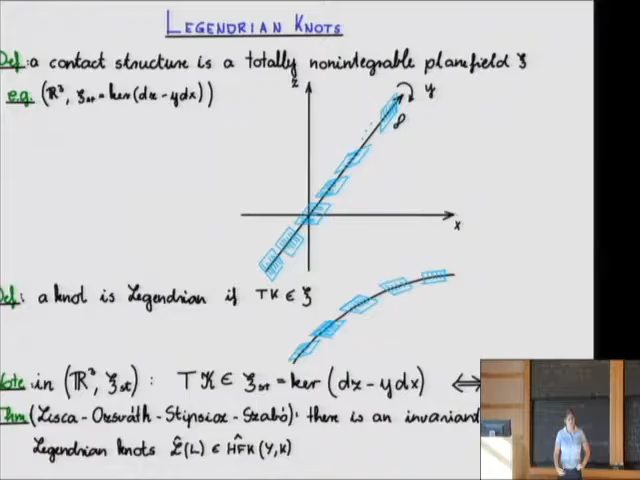 LEGENDRIAN KNOTS
Def: a contact structure is a totally nonintegrable planefield ξ
e.g. (ℝ³, ξst = ker(dz - ydx))
z
y
∞
x
Def: a knot is Legendrian if TK ∈ ξ
Note: in (ℝ³, ξst) : TK ∈ ξst = ker (dz - ydx) ⟺
Thm (Lisca - Ozsváth - Stipsicz - Szabó): there is an invariant
Legendrian knots L̂(L) ∈ HFK̂(Y,K)